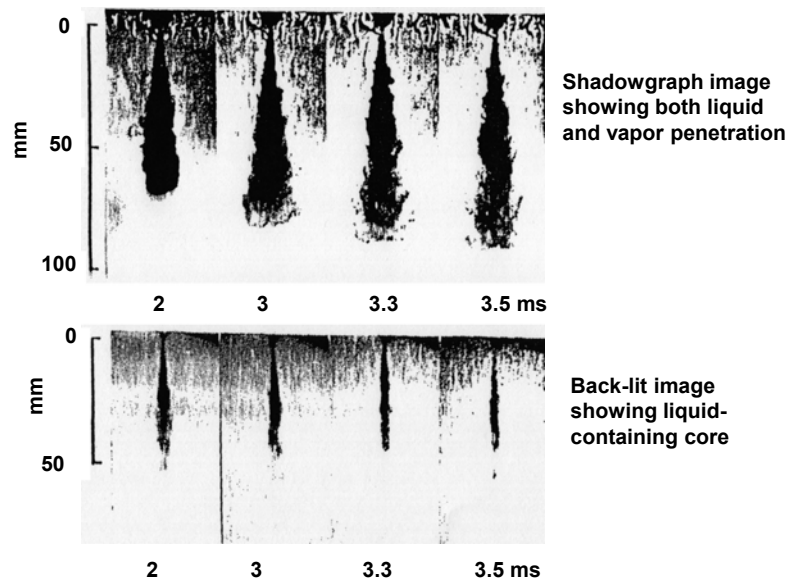 0
50
100
mm
2 3 3.3 3.5 ms
Shadowgraph image
showing both liquid
and vapor penetration
0
50
mm
2 3 3.3 3.5 ms
Back-lit image
showing liquid-
containing core